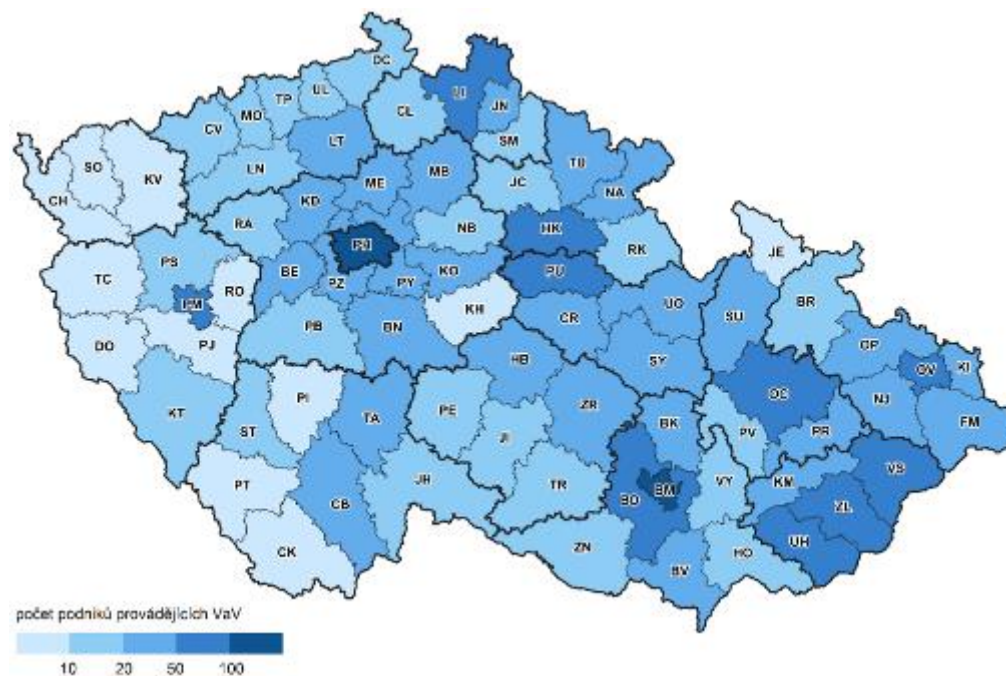 DC
LI
UL
TP
JN
MO
CL
CV
LT
SM
TU
SO
KV
LN
MB
JC
NA
ME
CH
KD
RA
NB
HK
PH
RK
JE
PS
BE
KO
PU
TC
PZ
PY
RO
BR
PM
KH
UO
SU
CR
PB
BN
DO
PJ
OP
HB
SY
OV
KI
OC
PI
ZR
NJ
KT
ST
TA
PE
BK
FM
JI
PV
PR
VS
PT
JH
TR
BO
BM
VY
KM
CB
ZL
UH
CK
ZN
HO
BV
počet podniků provádějících VaV
10 20 50 100